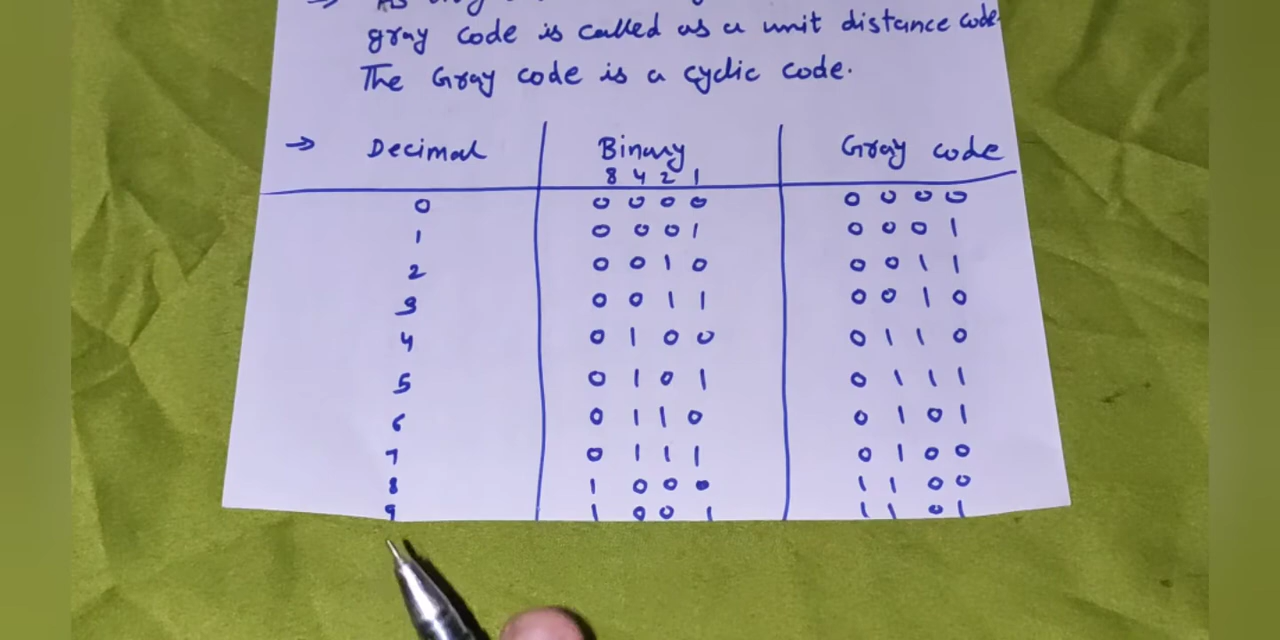 gray code is called as a unit distance code.
The Gray code is a cyclic code.
→ Decimal Binary Gray code
8 4 2 1
0 0 0 0 0 0 0 0 0
1 0 0 0 1 0 0 0 1
2 0 0 1 0 0 0 1 1
3 0 0 1 1 0 0 1 0
4 0 1 0 0 0 1 1 0
5 0 1 0 1 0 1 1 1
6 0 1 1 0 0 1 0 1
7 0 1 1 1 0 1 0 0
8 1 0 0 0 1 1 0 0
9 1 0 0 1 1 1 0 1